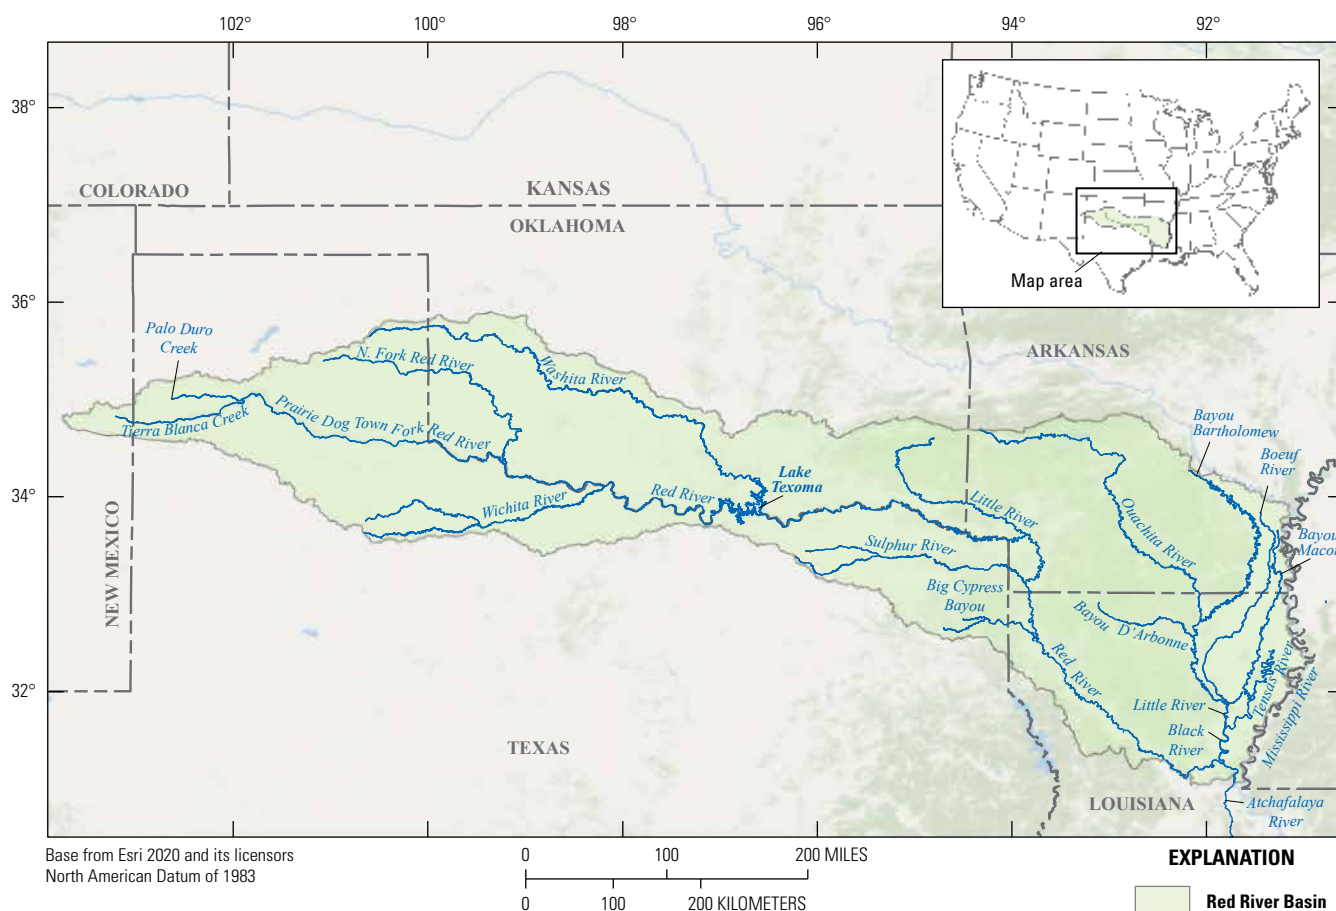 102°
100°
98°
96°
94°
92°
38°
36°
34°
32°
COLORADO
KANSAS
OKLAHOMA
Map area
ARKANSAS
NEW MEXICO
TEXAS
LOUISIANA
Palo Duro
Creek
Tierra Blanca Creek
N. Fork Red River
Prairie Dog Town Fork Red River
Washita River
Wichita River
Red River
Lake
Texoma
Little River
Sulphur River
Big Cypress
Bayou
Red River
Ouachita River
Bayou
Bartholomew
Boeuf
River
Bayou
Macon
Bayou D'Arbonne
Tensas River
Mississippi River
Little River
Black
River
Atchafalaya
River
Base from Esri 2020 and its licensors
North American Datum of 1983
0 100 200 MILES
0 100 200 KILOMETERS
EXPLANATION
Red River Basin